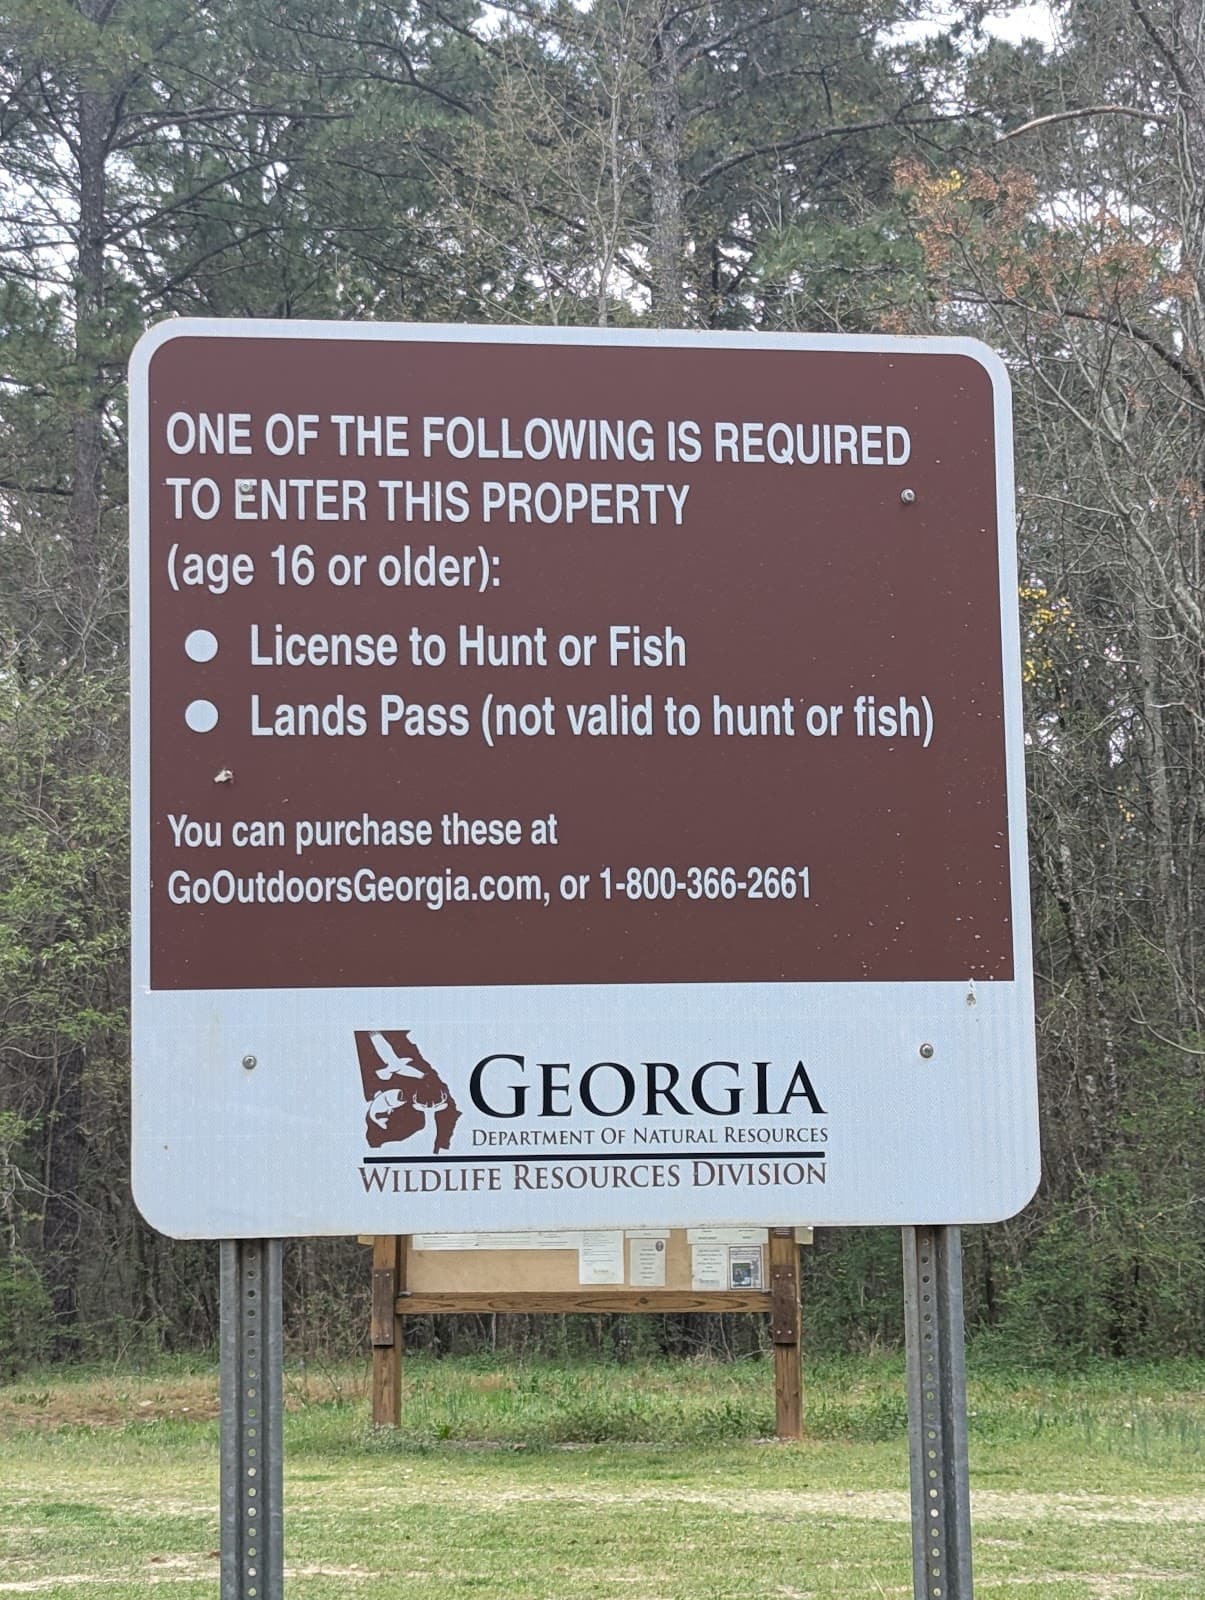 ONE OF THE FOLLOWING IS REQUIRED
TO ENTER THIS PROPERTY
(age 16 or older):
● License to Hunt or Fish
● Lands Pass (not valid to hunt or fish)
You can purchase these at
GoOutdoorsGeorgia.com, or 1-800-366-2661
GEORGIA
DEPARTMENT OF NATURAL RESOURCES
WILDLIFE RESOURCES DIVISION